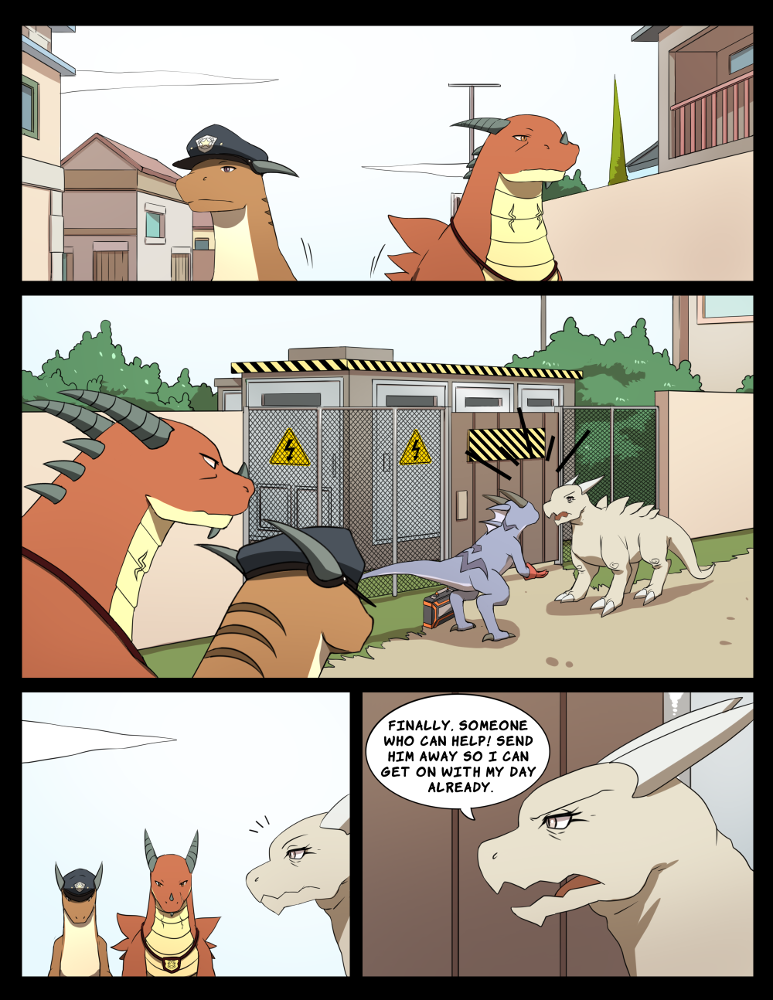 FINALLY, SOMEONE
WHO CAN HELP! SEND
HIM AWAY SO I CAN
GET ON WITH MY DAY
ALREADY.